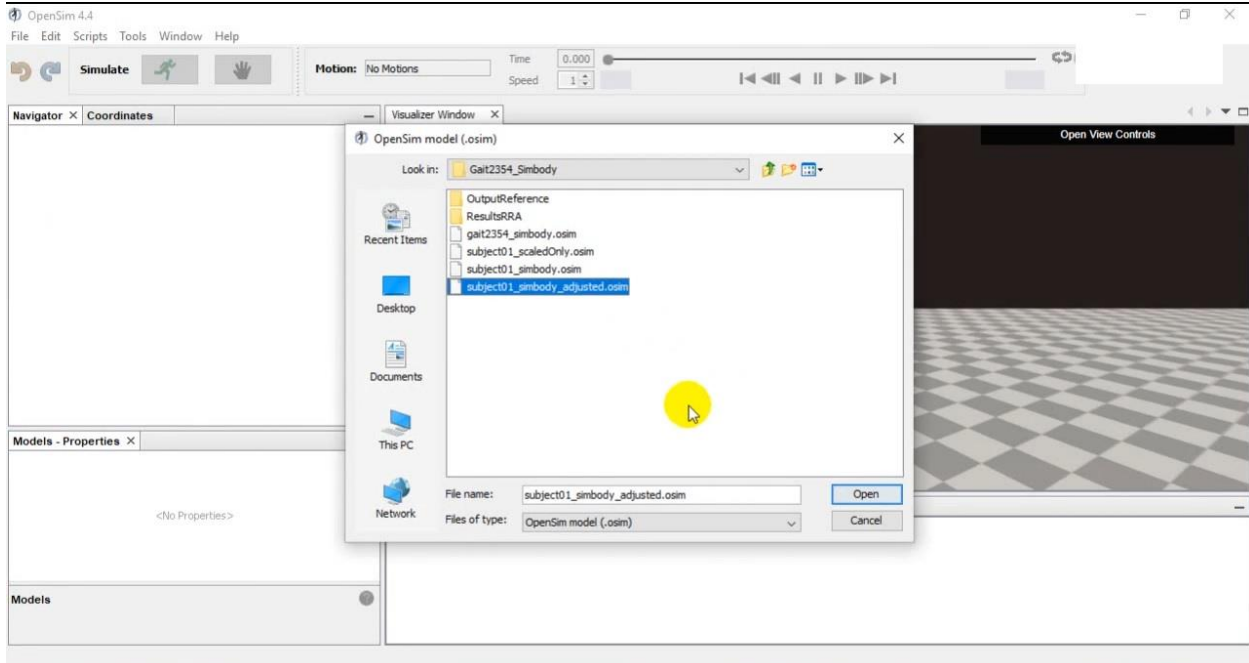 OpenSim 4.4
File Edit Scripts Tools Window Help
Simulate
Motion: No Motions
Time 0.000
Speed 1
Navigator Coordinates
Visualizer Window
Open View Controls
OpenSim model (.osim)
Look in: Gait2354_Simbody
OutputReference
ResultsRRA
gait2354_simbody.osim
subject01_scaledOnly.osim
subject01_simbody.osim
subject01_simbody_adjusted.osim
Recent Items
Desktop
Documents
This PC
Network
File name: subject01_simbody_adjusted.osim Open
Files of type: OpenSim model (.osim) Cancel
Models - Properties
<No Properties>
Models